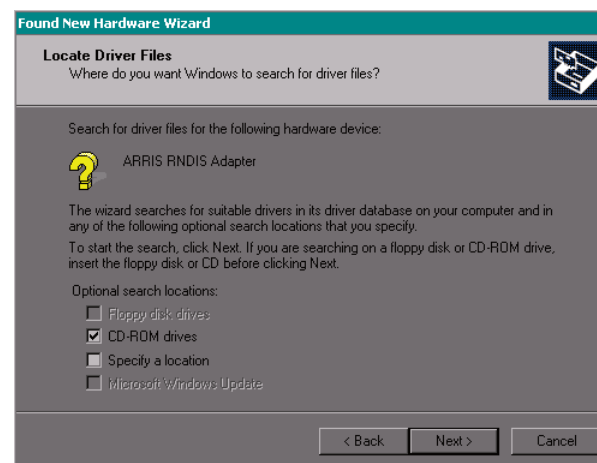 Found New Hardware Wizard
Locate Driver Files
Where do you want Windows to search for driver files?
Search for driver files for the following hardware device:
ARRIS RNDIS Adapter
The wizard searches for suitable drivers in its driver database on your computer and in
any of the following optional search locations that you specify.
To start the search, click Next. If you are searching on a floppy disk or CD-ROM drive,
insert the floppy disk or CD before clicking Next.
Optional search locations:
Floppy disk drives
CD-ROM drives
Specify a location
Microsoft Windows Update
< Back Next > Cancel